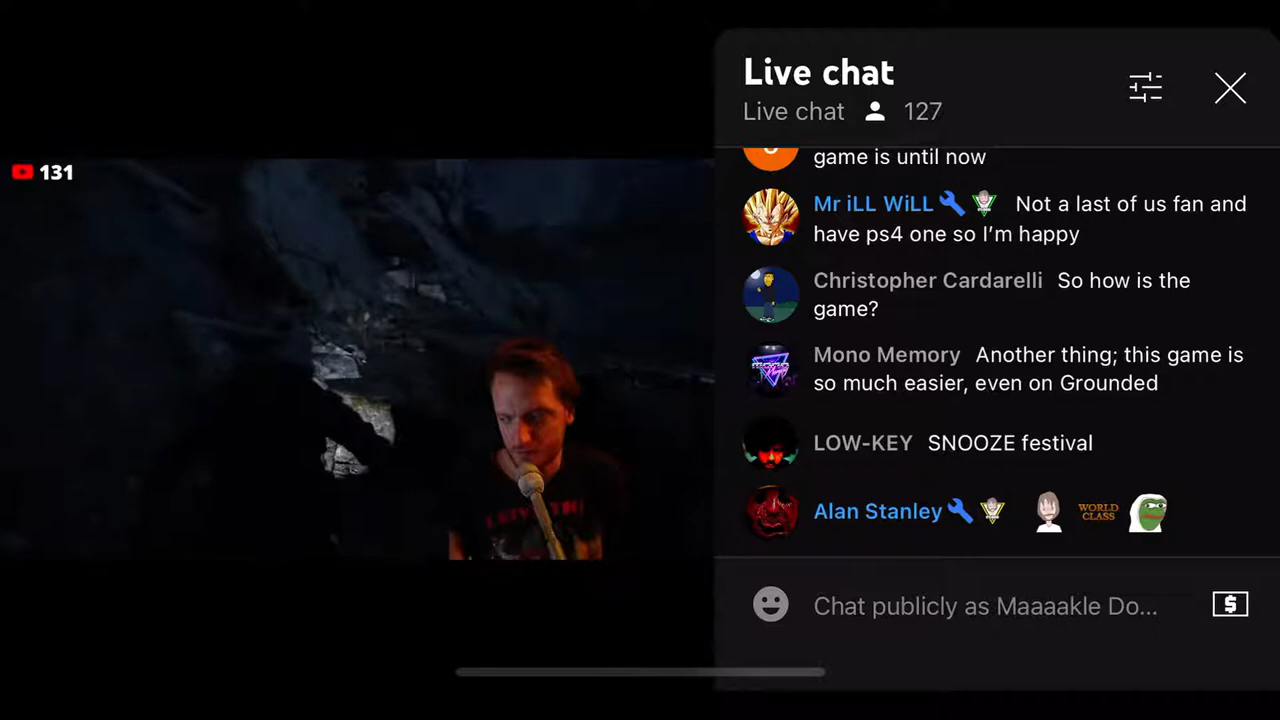 Live chat
Live chat 127
131
game is until now
Mr iLL WiLL Not a last of us fan and
have ps4 one so I’m happy
Christopher Cardarelli So how is the
game?
Mono Memory Another thing; this game is
so much easier, even on Grounded
LOW-KEY SNOOZE festival
Alan Stanley WORLD CLASS
Chat publicly as Maaaakle Do...
$